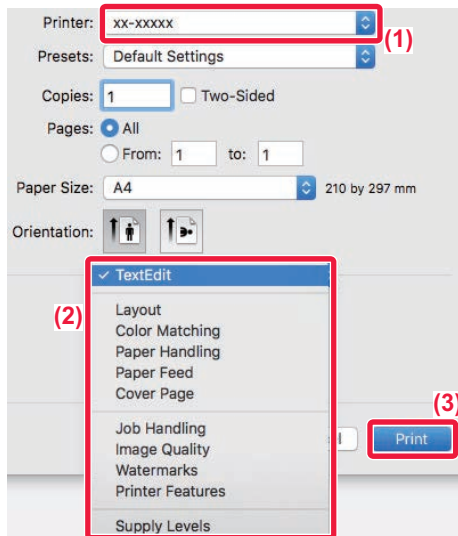 Printer: xx-xxxxx
(1)
Presets: Default Settings
Copies: 1 Two-Sided
Pages: All
From: 1 to: 1
Paper Size: A4 210 by 297 mm
Orientation:
✓ TextEdit
(2)
Layout
Color Matching
Paper Handling
Paper Feed
Cover Page
(3)
Job Handling
Image Quality
Watermarks
Printer Features
Supply Levels
Print